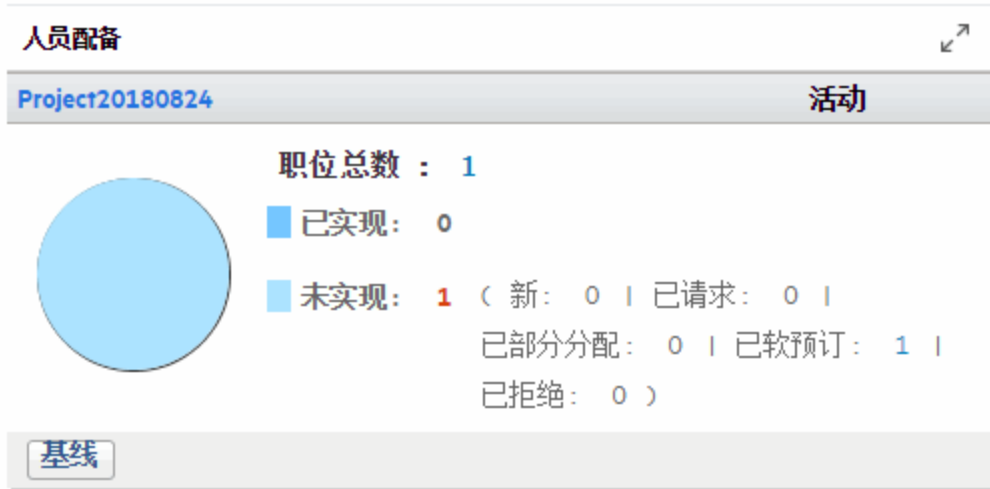 人员配备
Project20180824 活动
职位总数 : 1
已实现: 0
未实现: 1 ( 新: 0 | 已请求: 0 |
已部分分配: 0 | 已软预订: 1 |
已拒绝: 0 )
基线